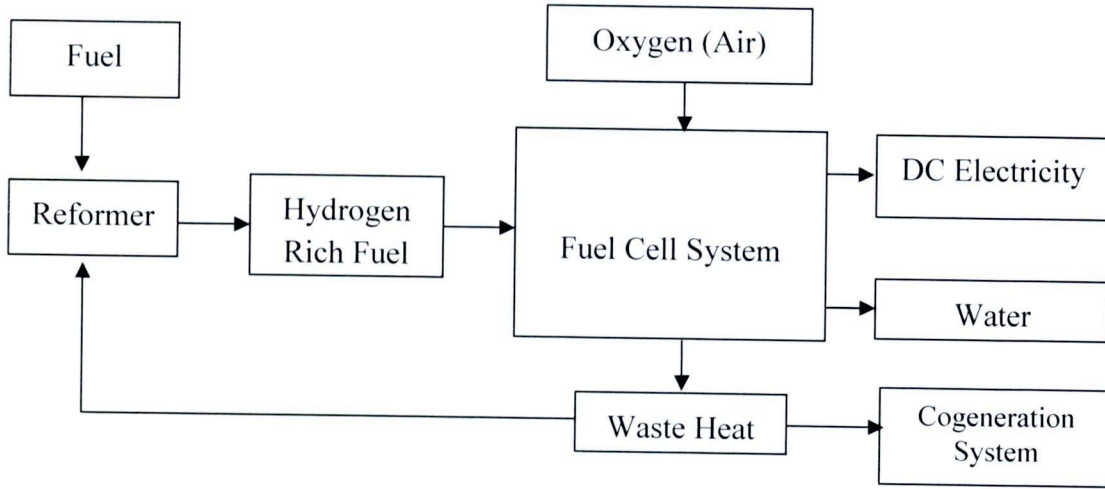 Fuel
Oxygen (Air)
Reformer
Hydrogen
Rich Fuel
Fuel Cell System
DC Electricity
Water
Waste Heat
Cogeneration
System